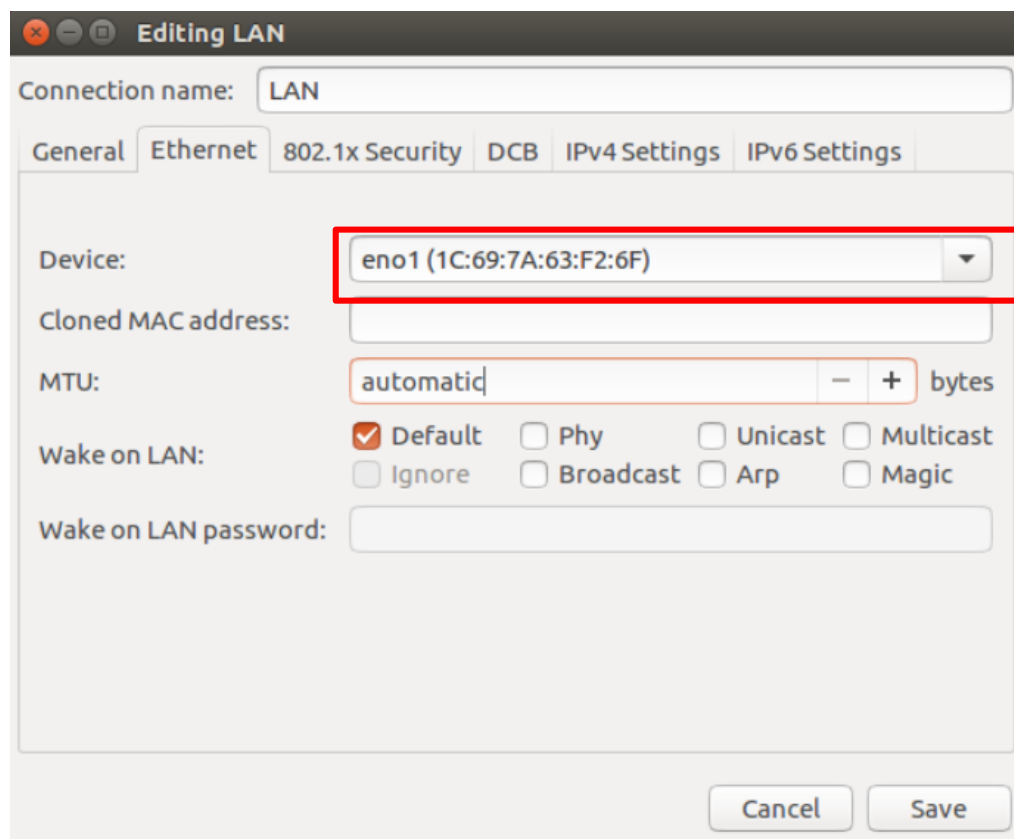 Editing LAN
Connection name: LAN
General Ethernet 802.1x Security DCB IPv4 Settings IPv6 Settings
Device: eno1 (1C:69:7A:63:F2:6F)
Cloned MAC address:
MTU: automatic − + bytes
Wake on LAN: Default Phy Unicast Multicast
Ignore Broadcast Arp Magic
Wake on LAN password:
Cancel Save